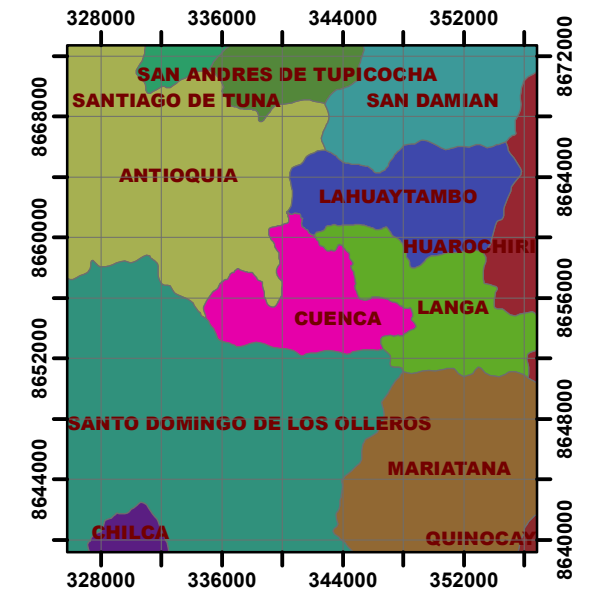 328000 336000 344000 352000
8672000
SAN ANDRES DE TUPICOCHA
SANTIAGO DE TUNA SAN DAMIAN
8668000
ANTIOQUIA
8664000
LAHUAYTAMBO
8660000
HUAROCHIRI
8656000
LANGA
CUENCA
8652000
SANTO DOMINGO DE LOS OLLEROS
8648000
MARIATANA
8644000
CHILCA
QUINOCAY
8640000
328000 336000 344000 352000